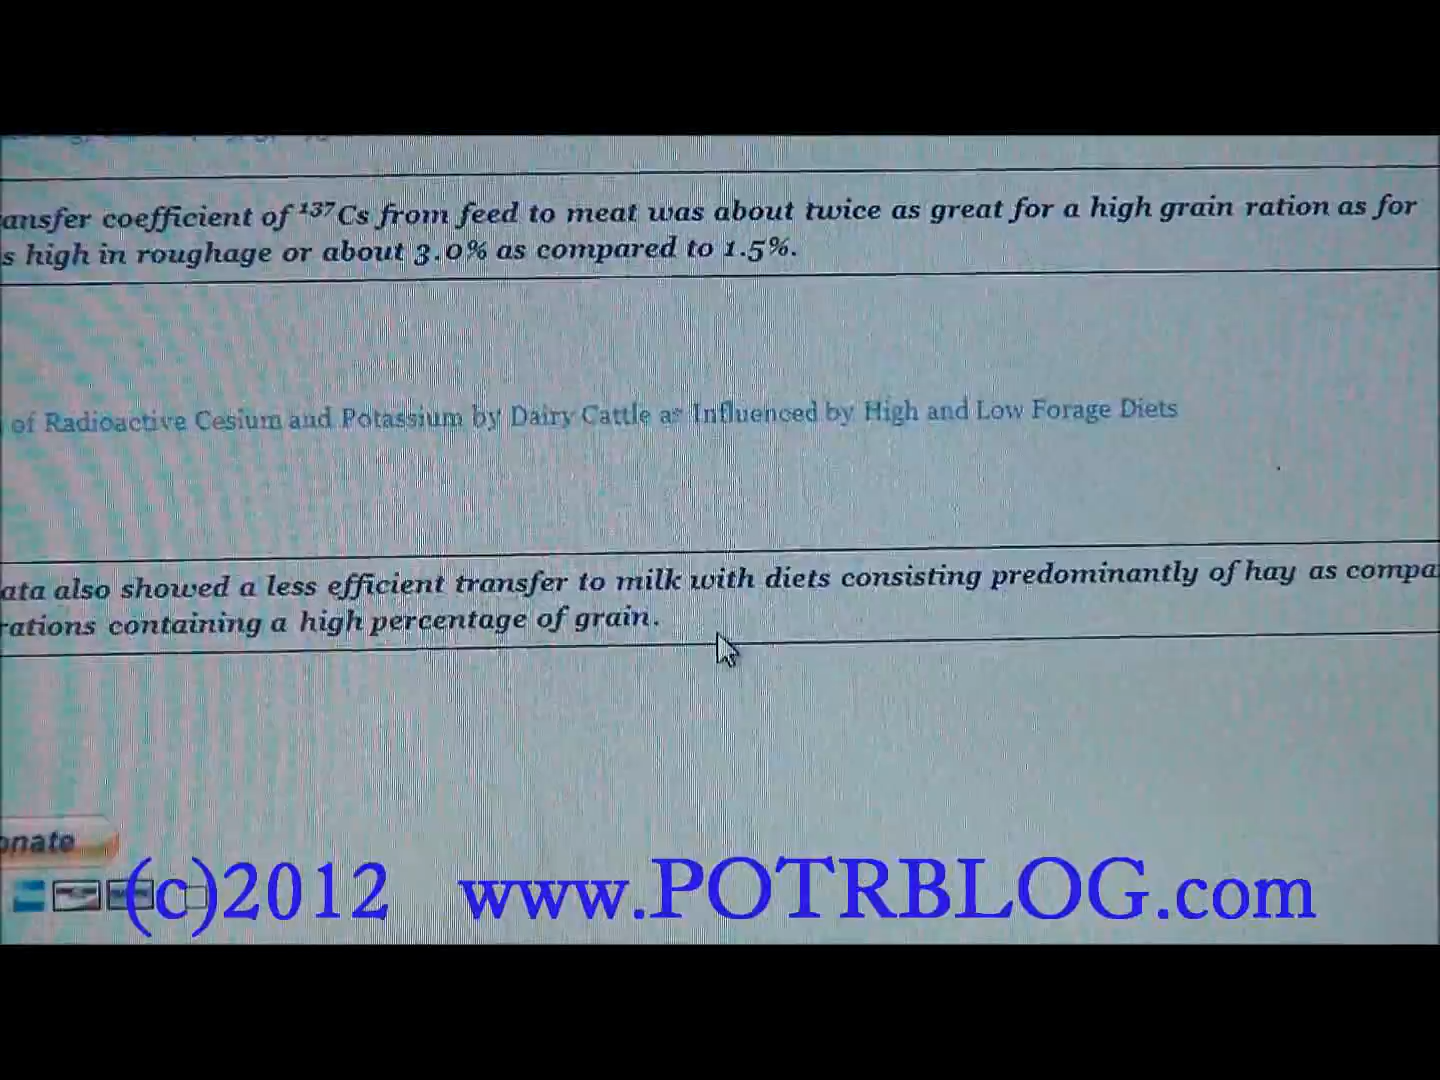 ansfer coefficient of ¹³⁷Cs from feed to meat was about twice as great for a high grain ration as for
s high in roughage or about 3.0% as compared to 1.5%.
of Radioactive Cesium and Potassium by Dairy Cattle as Influenced by High and Low Forage Diets
ata also showed a less efficient transfer to milk with diets consisting predominantly of hay as compa
rations containing a high percentage of grain.
onate
(c)2012 www.POTRBLOG.com